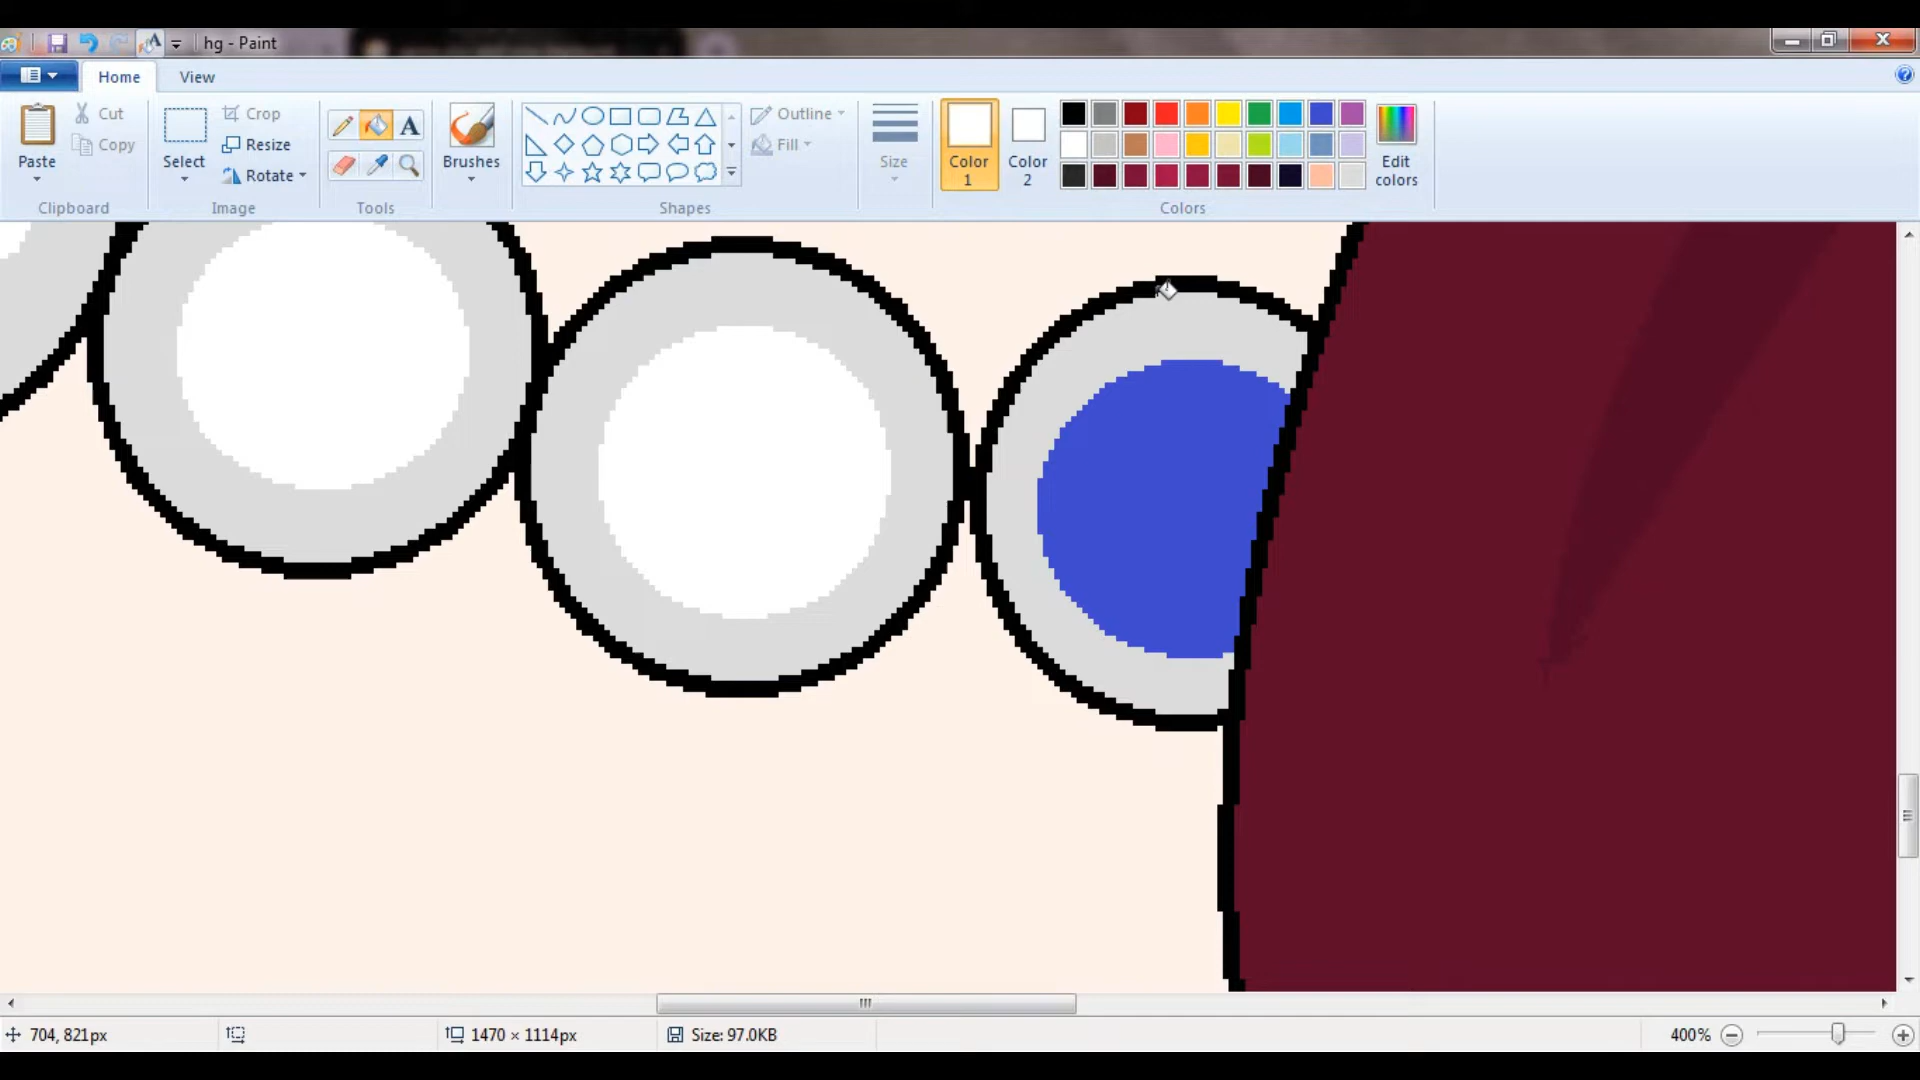 hg - Paint
Home View
Paste
Cut
Copy
Clipboard
Select
Crop
Resize
Rotate
Image
A
Tools
Brushes
Shapes
Outline
Fill
Size
Color 1
Color 2
Edit colors
Colors
704, 821px
1470 × 1114px
Size: 97.0KB
400%